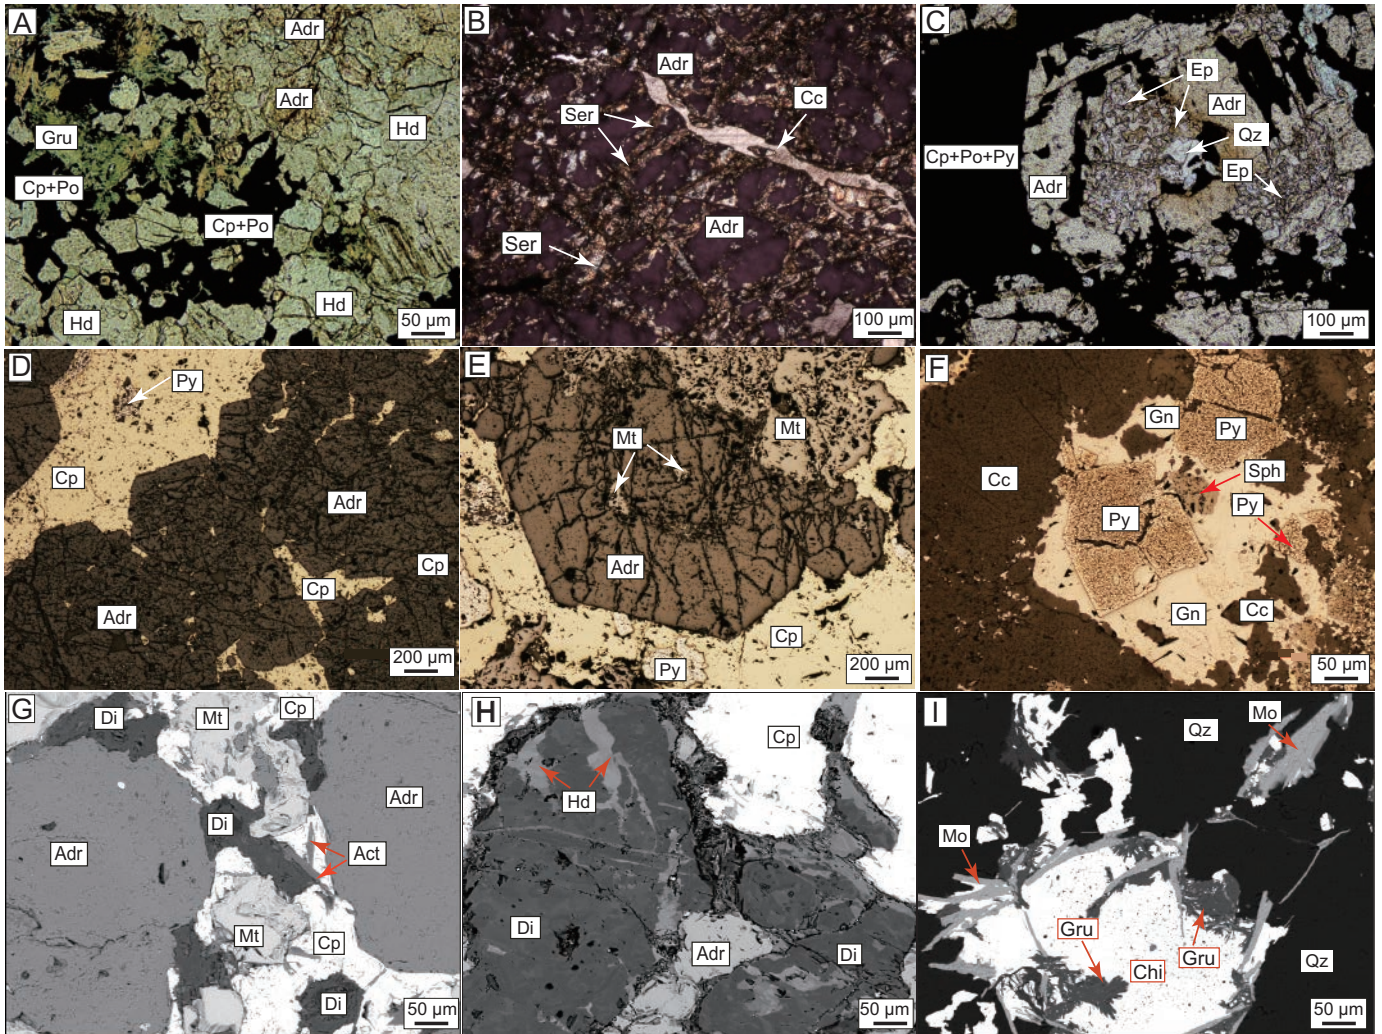 A
Adr
Adr
Hd
Gru
Cp+Po
Cp+Po
Hd
Hd
50 µm
B
Adr
Cc
Ser
Adr
Ser
100 µm
C
Ep
Adr
Qz
Cp+Po+Py
Ep
Adr
100 µm
D
Py
Cp
Adr
Cp
Cp
Adr
200 µm
E
Mt
Mt
Adr
Cp
Py
200 µm
F
Gn
Py
Cc
Sph
Py
Py
Gn
Cc
50 µm
G
Di
Mt
Cp
Adr
Di
Adr
Act
Mt
Cp
Di
50 µm
H
Cp
Hd
Di
Adr
Di
50 µm
I
Mo
Qz
Mo
Gru
Gru
Chi
Qz
50 µm